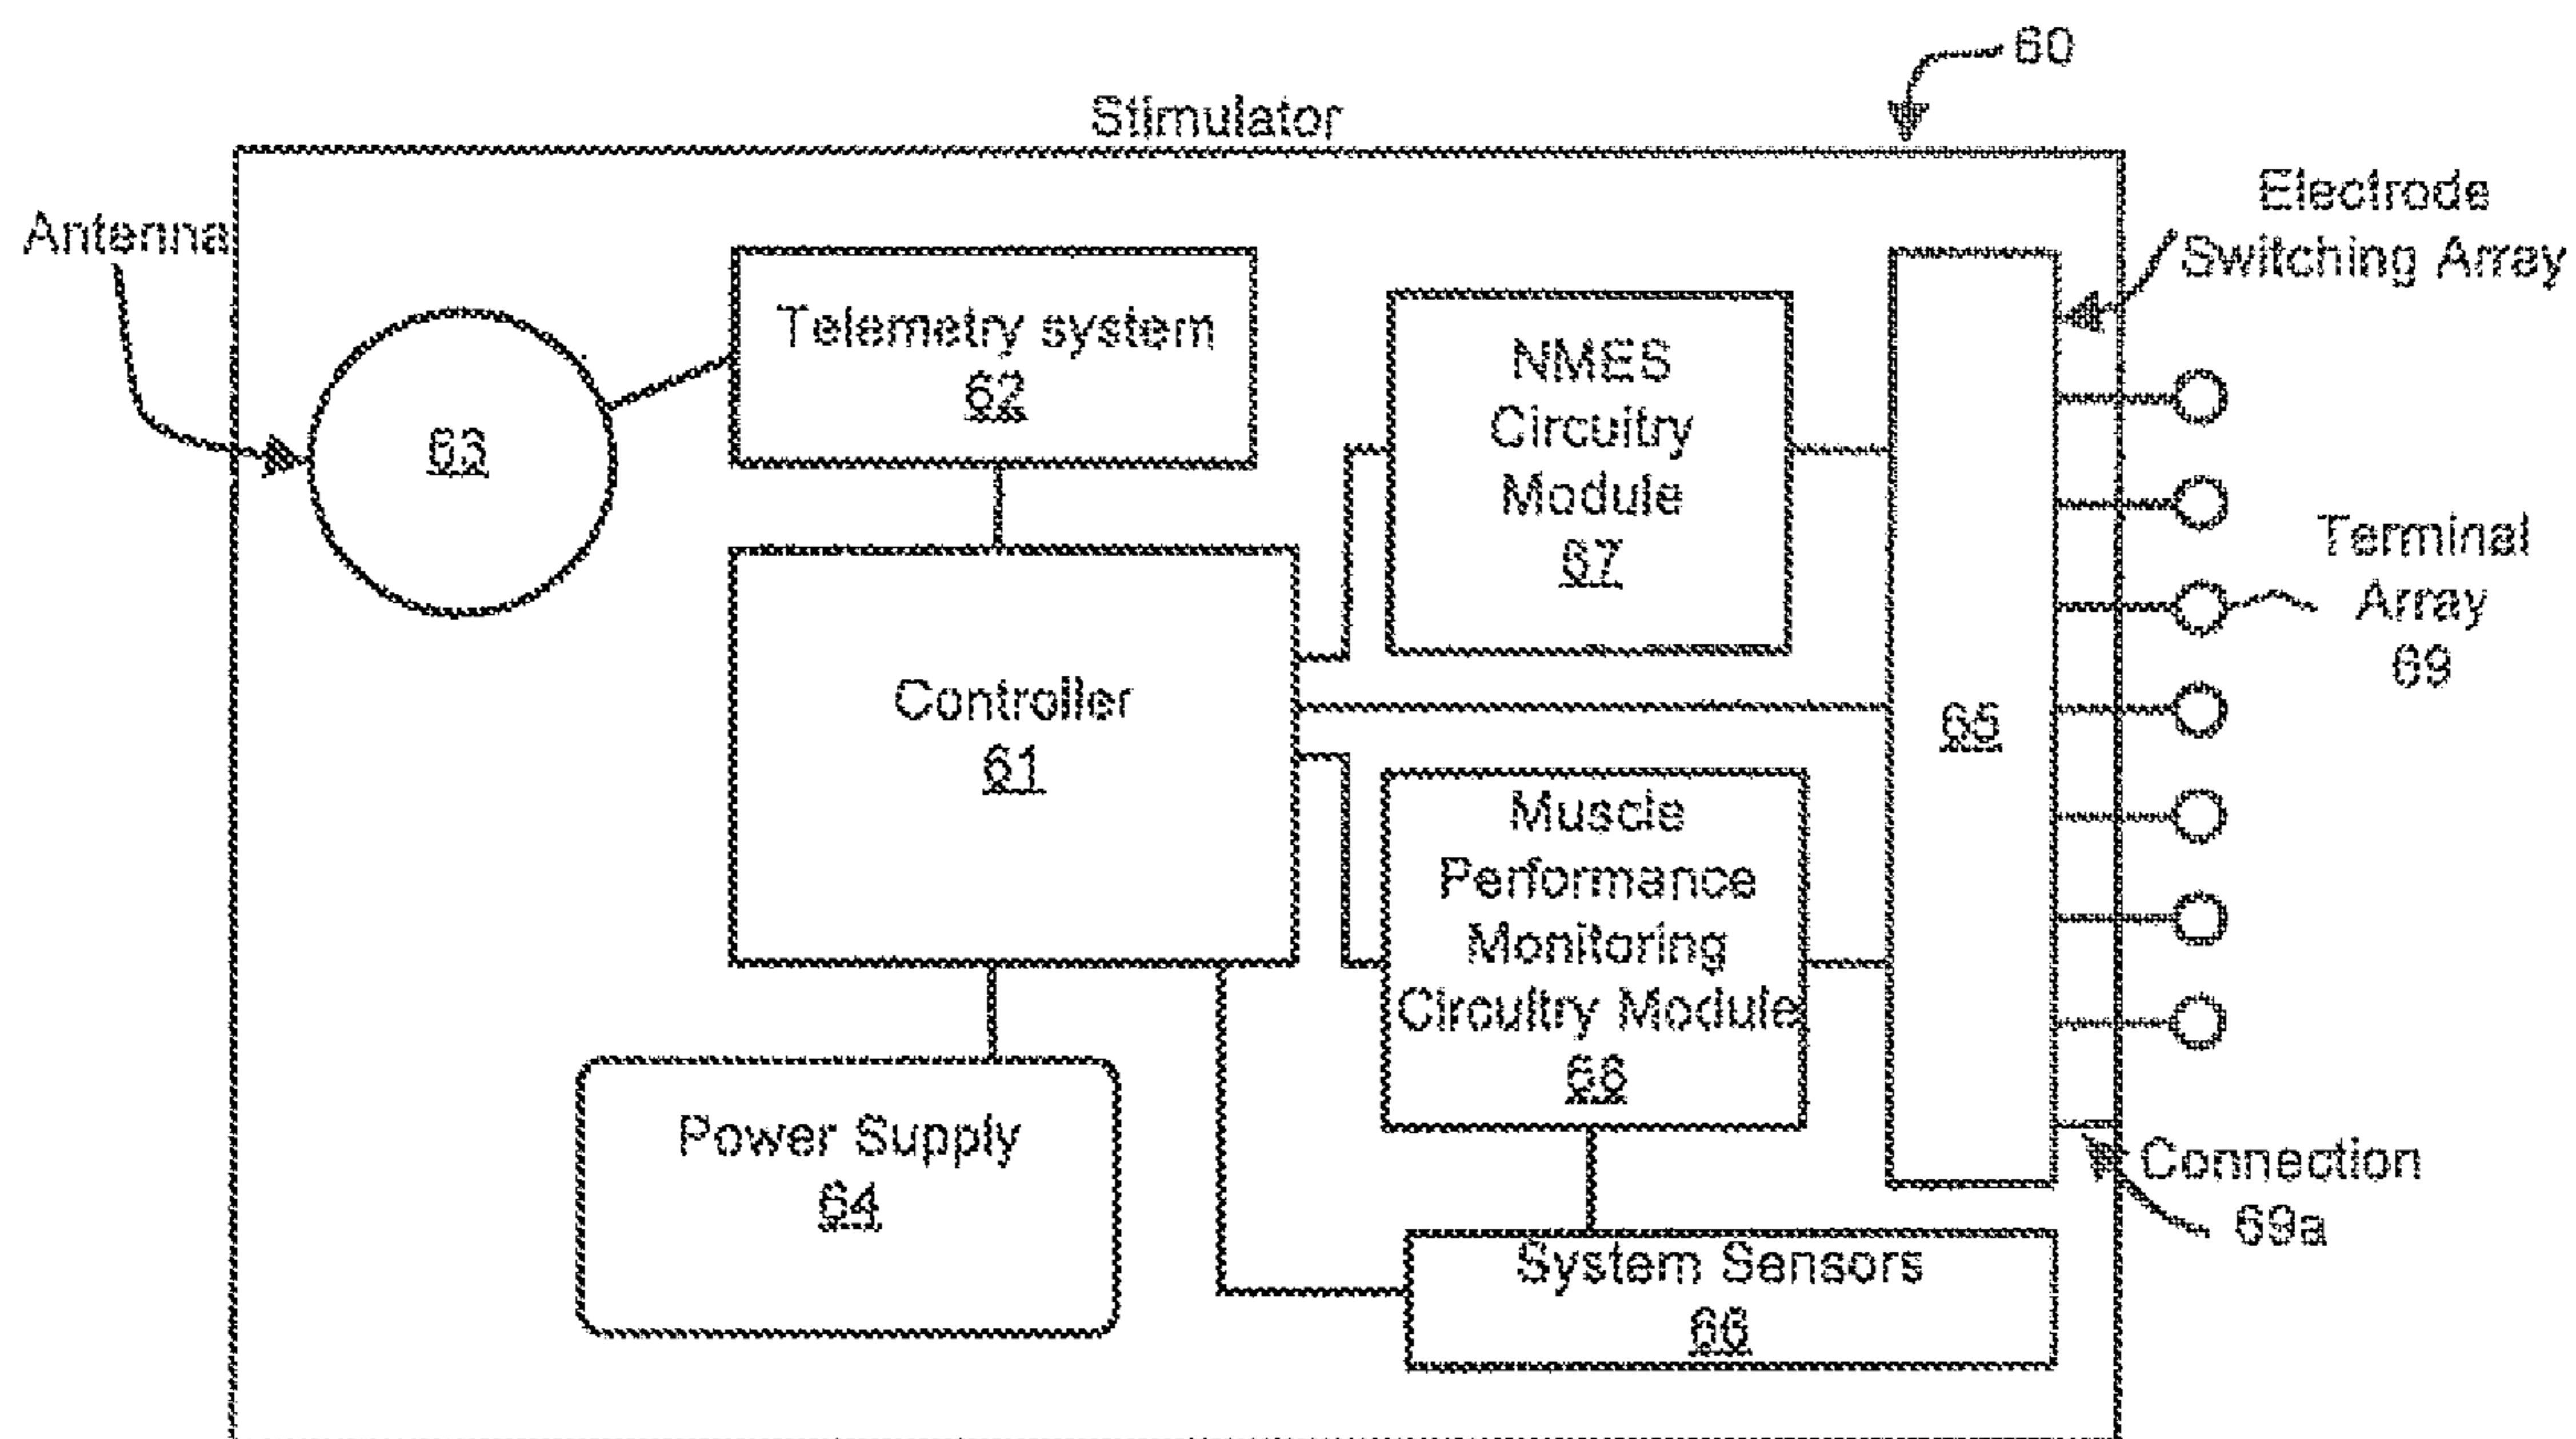 60
Stimulator
Antenna
Electrode
Switching Array
Telemetry system
62
63
NMES
Circuitry
Module
67
Terminal
Array
69
Controller
61
65
Muscle
Performance
Monitoring
Circuitry Module
66
Power Supply
64
Connection
69a
System Sensors
66